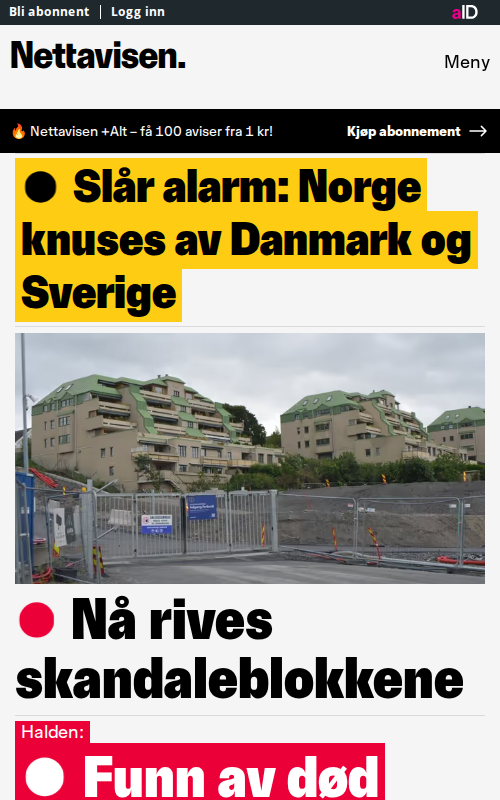 Bli abonnent | Logg inn
aID
Nettavisen.
Meny
🔥 Nettavisen +Alt – få 100 aviser fra 1 kr!
Kjøp abonnement →
Slår alarm: Norge
knuses av Danmark og
Sverige
Nå rives
skandaleblokkene
Halden:
Funn av død